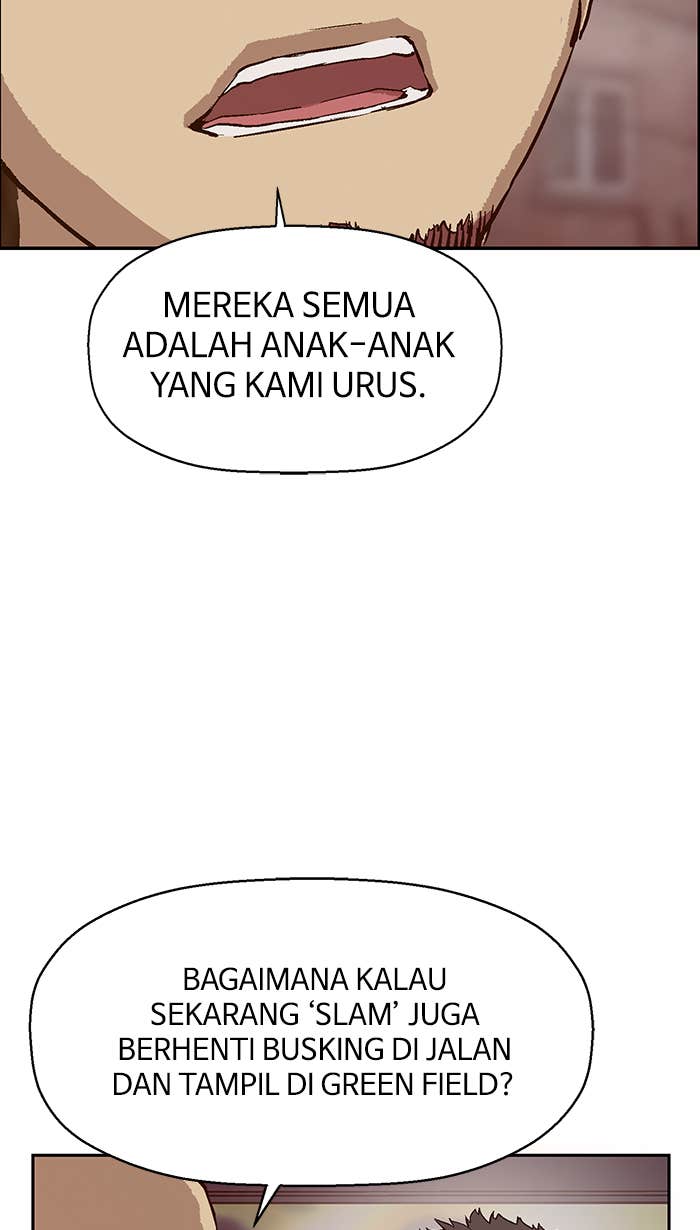 MEREKA SEMUA
ADALAH ANAK-ANAK
YANG KAMI URUS.
BAGAIMANA KALAU
SEKARANG ‘SLAM’ JUGA
BERHENTI BUSKING DI JALAN
DAN TAMPIL DI GREEN FIELD?